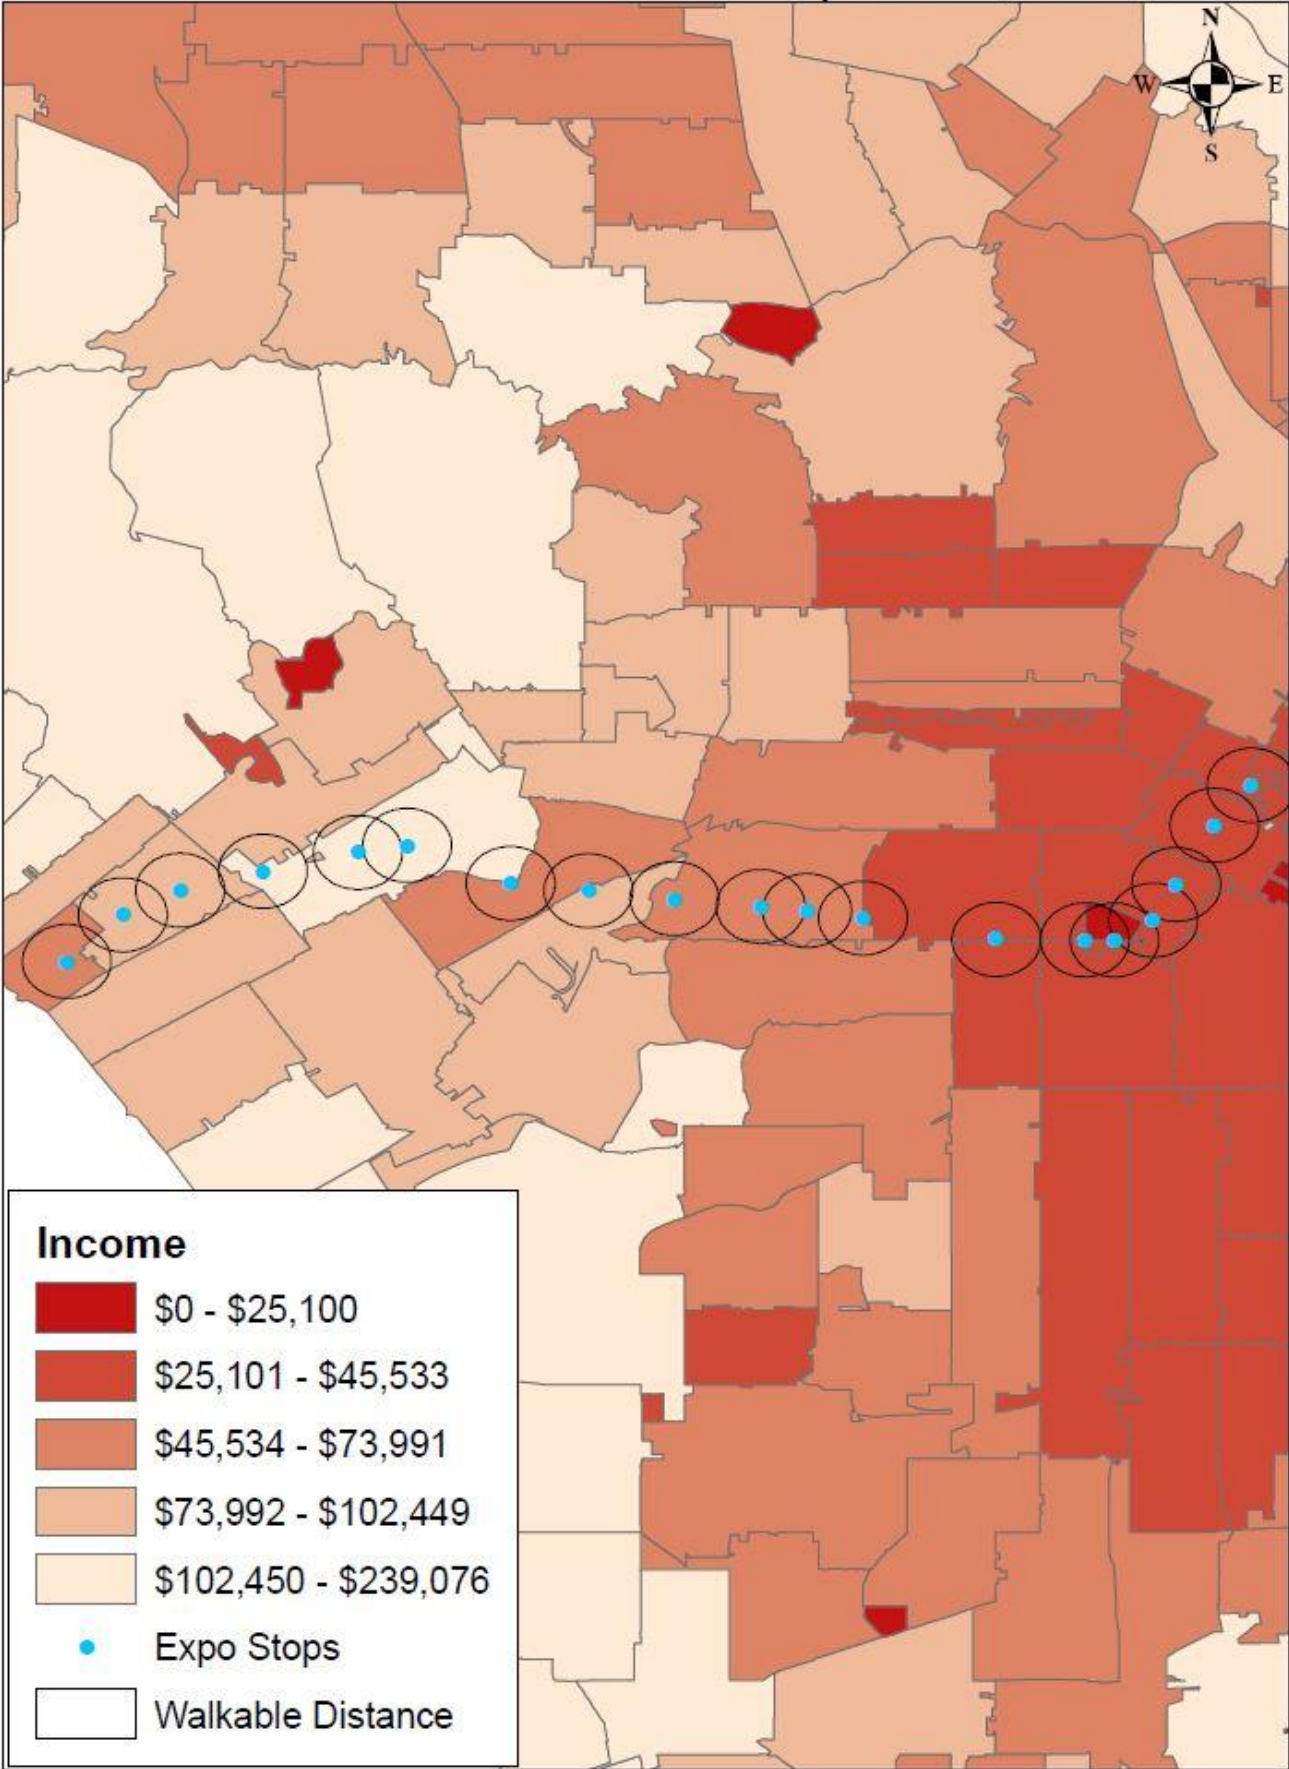 N
W E
S
Income
$0 - $25,100
$25,101 - $45,533
$45,534 - $73,991
$73,992 - $102,449
$102,450 - $239,076
Expo Stops
Walkable Distance